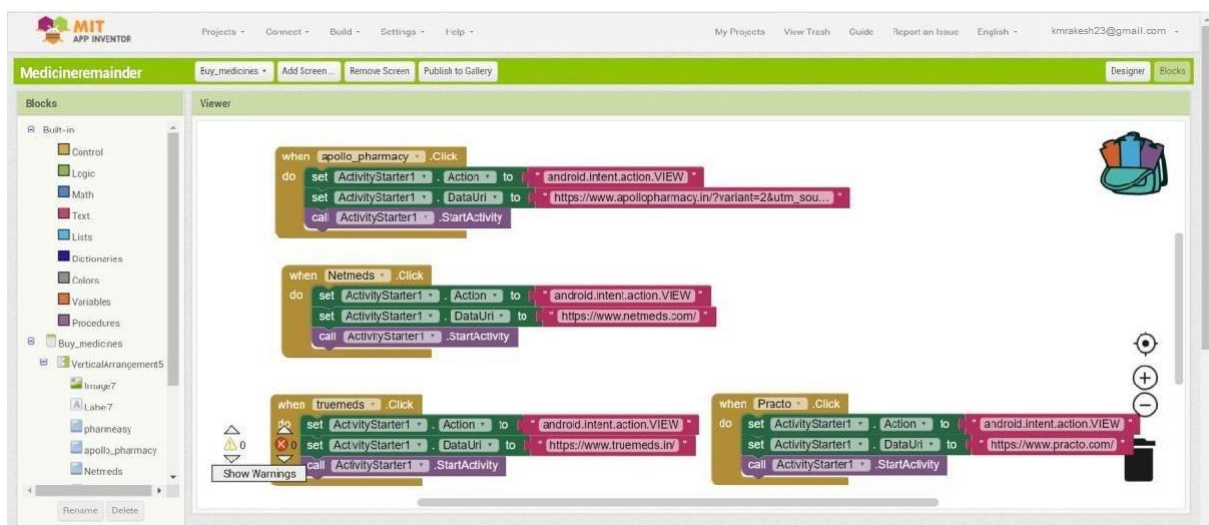 MIT
APP INVENTOR
Projects Connect Build Settings Help My Projects View Trash Guide Report an Issue English kmrakesh23@gmail.com
Medicineremainder Buy_medicines Add Screen ... Remove Screen Publish to Gallery Designer Blocks
Blocks Viewer
Built-in
Control
Logic
Math
Text
Lists
Dictionaries
Colors
Variables
Procedures
Buy_medicines
VerticalArrangement5
Image7
Label7
pharmeasy
apollo_pharmacy
Netmeds
Rename Delete
when apollo_pharmacy .Click
do set ActivityStarter1 . Action to " android.intent.action.VIEW "
set ActivityStarter1 . DataUri to " https://www.apollopharmacy.in/?variant=2&utm_sou... "
call ActivityStarter1 .StartActivity
when Netmeds .Click
do set ActivityStarter1 . Action to " android.intent.action.VIEW "
set ActivityStarter1 . DataUri to " https://www.netmeds.com/ "
call ActivityStarter1 .StartActivity
when truemeds .Click
do set ActivityStarter1 . Action to " android.intent.action.VIEW "
set ActivityStarter1 . DataUri to " https://www.truemeds.in/ "
call ActivityStarter1 .StartActivity
when Practo .Click
do set ActivityStarter1 . Action to " android.intent.action.VIEW "
set ActivityStarter1 . DataUri to " https://www.practo.com/ "
call ActivityStarter1 .StartActivity
0 0
Show Warnings